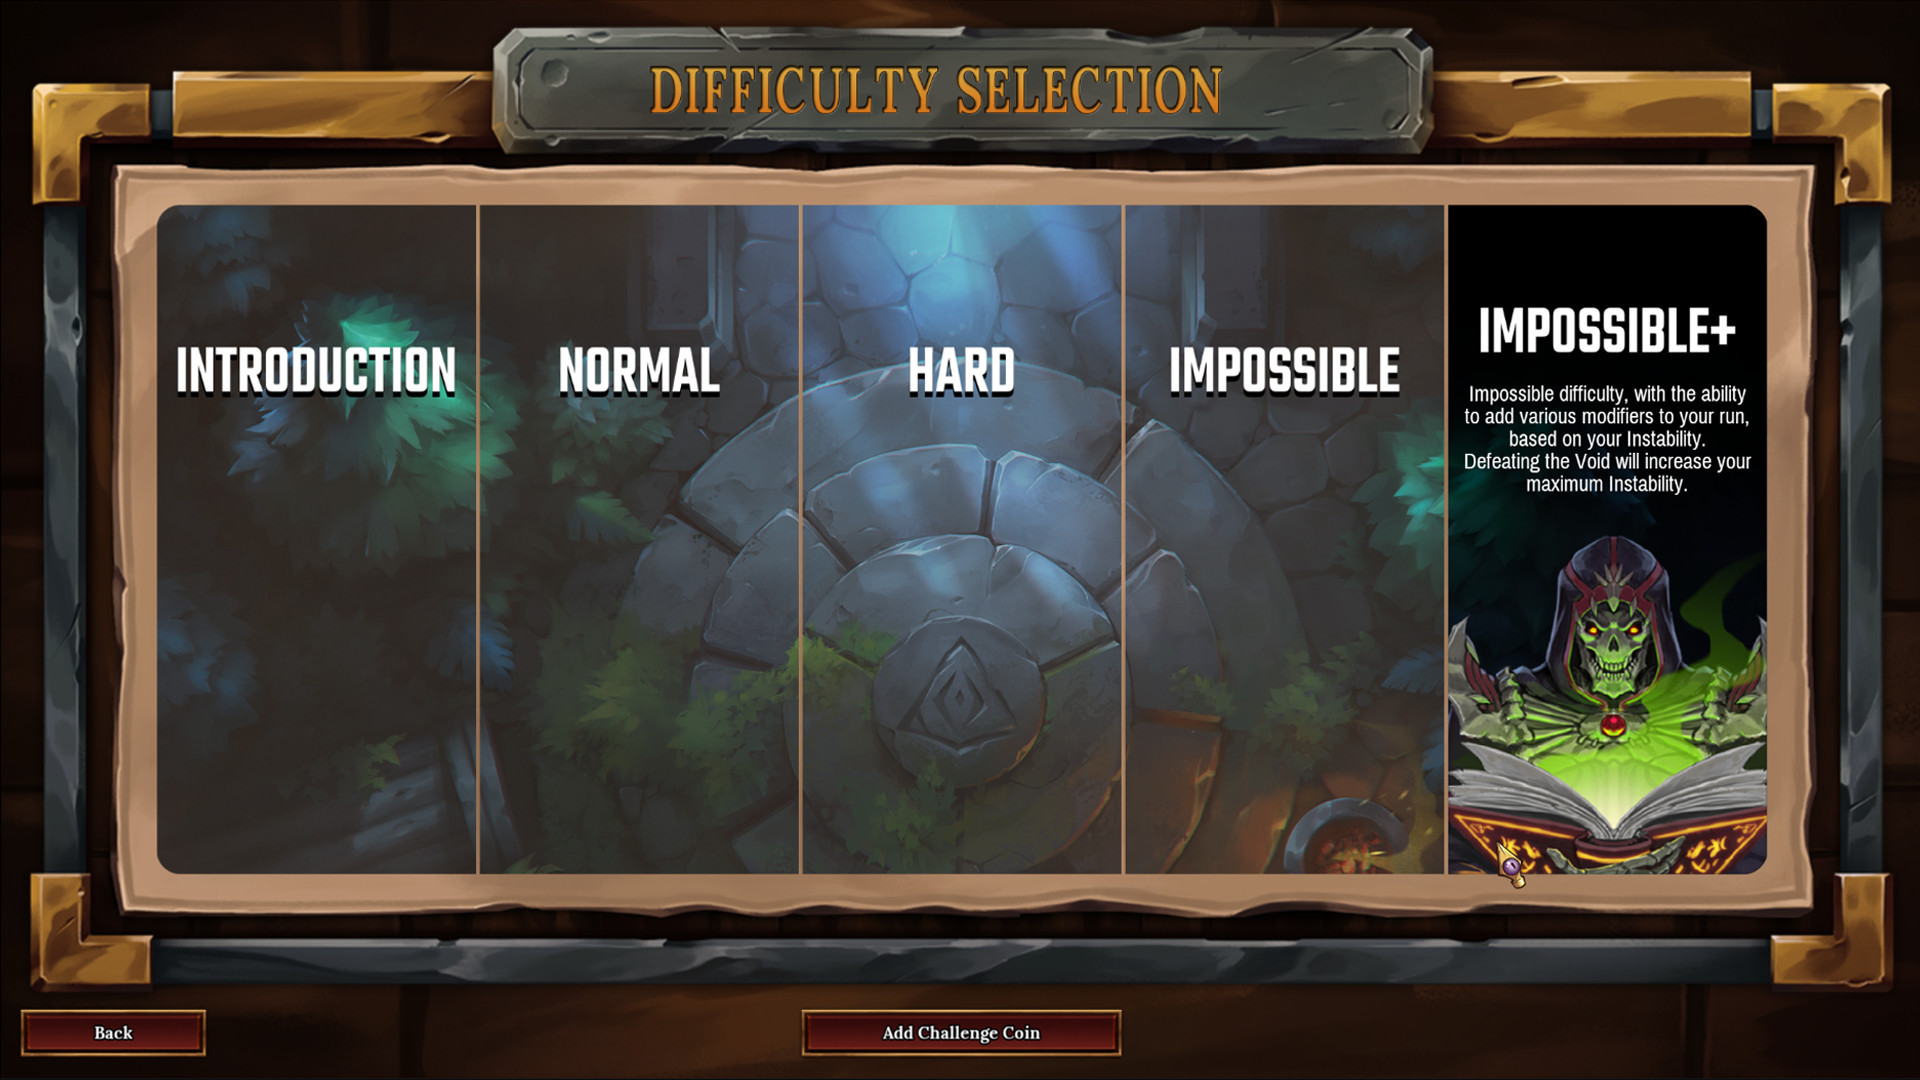 DIFFICULTY SELECTION
INTRODUCTION
NORMAL
HARD
IMPOSSIBLE
IMPOSSIBLE+
Impossible difficulty, with the ability
to add various modifiers to your run,
based on your Instability.
Defeating the Void will increase your
maximum Instability.
Back
Add Challenge Coin